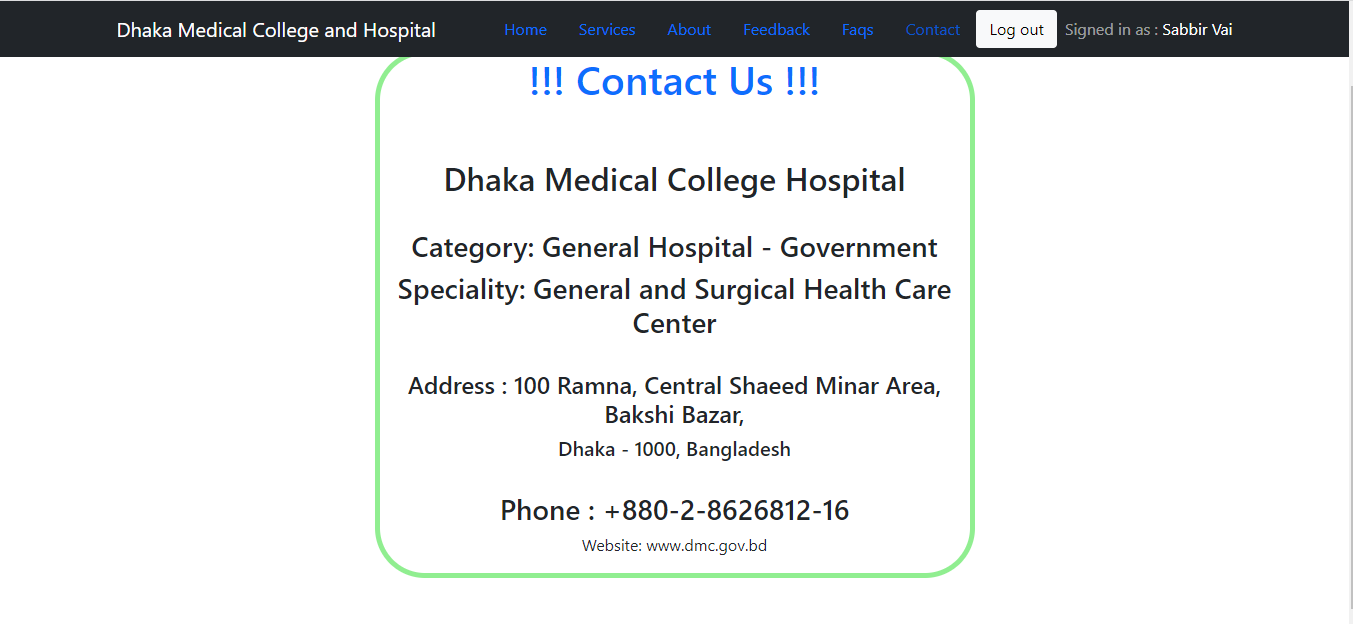 Dhaka Medical College and Hospital Home Services About Feedback Faqs Contact Log out Signed in as : Sabbir Vai
!!! Contact Us !!!
Dhaka Medical College Hospital
Category: General Hospital - Government
Speciality: General and Surgical Health Care
Center
Address : 100 Ramna, Central Shaeed Minar Area,
Bakshi Bazar,
Dhaka - 1000, Bangladesh
Phone : +880-2-8626812-16
Website: www.dmc.gov.bd